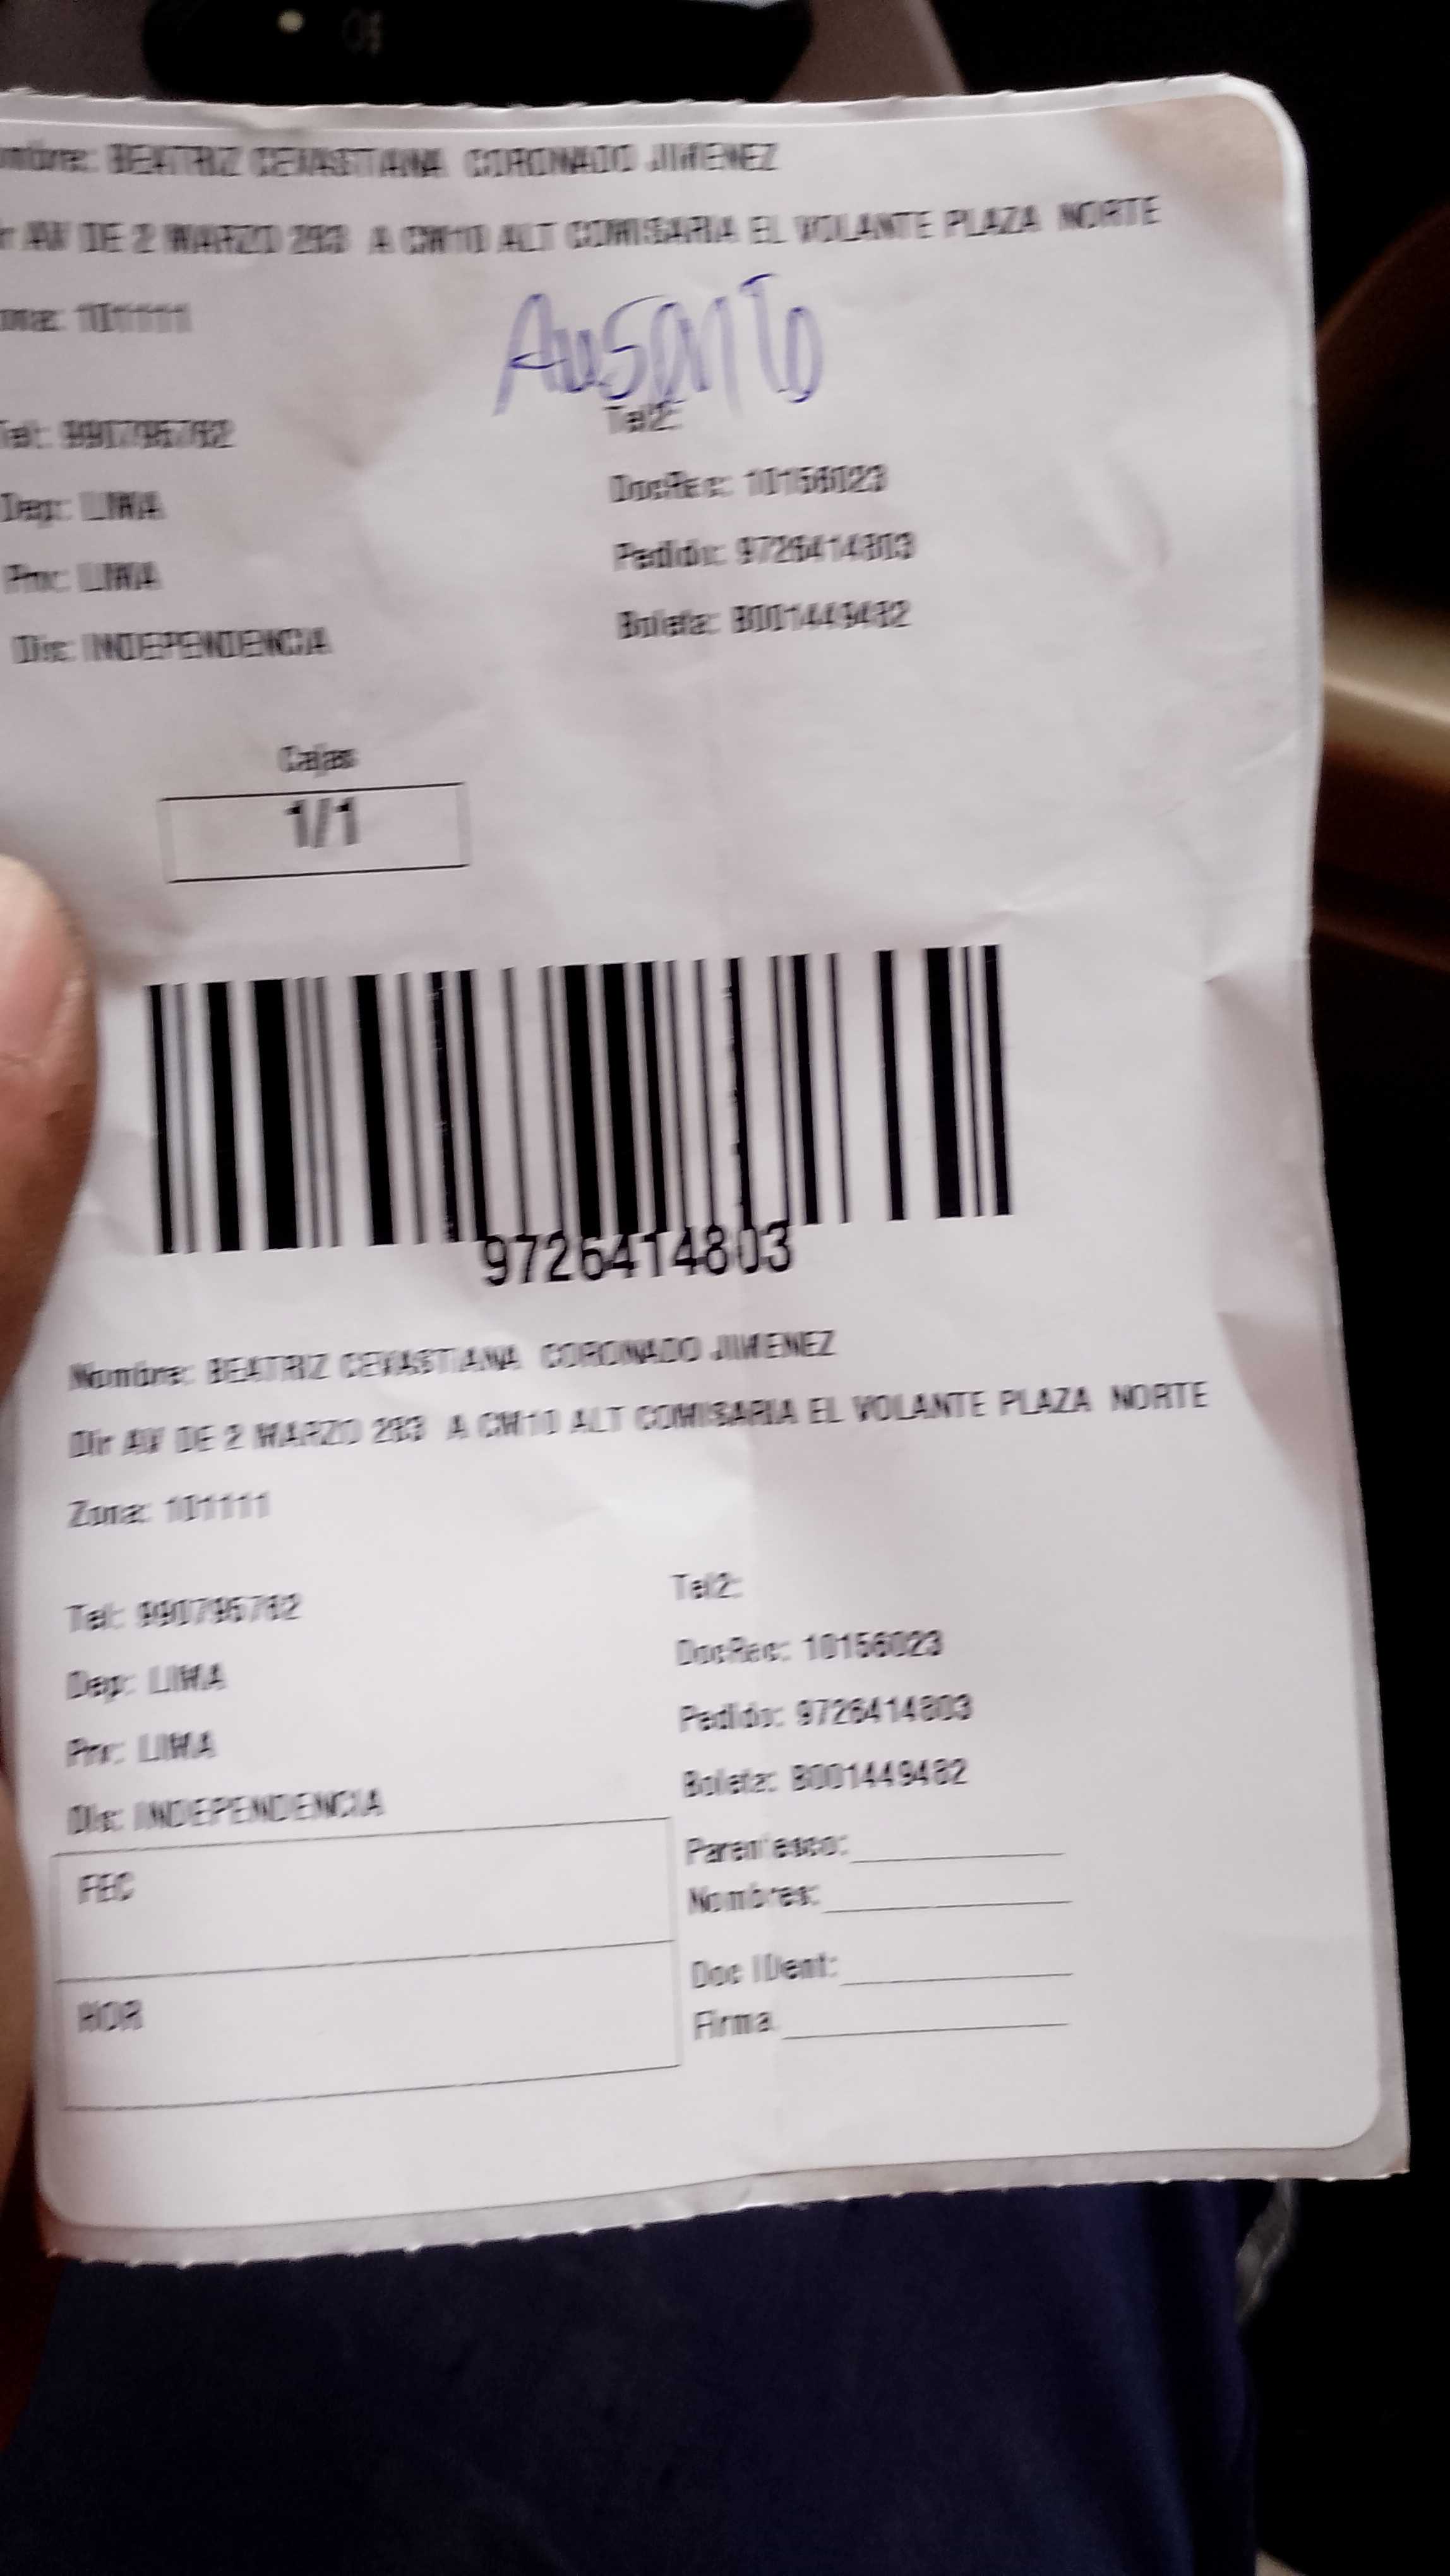 mbre: BEATRIZ CEVASTIANA CORONADO JIMENEZ
r AV DE 2 MARZO 283 A CM10 ALT COMISARIA EL VOLANTE PLAZA NORTE
ona: 101111
Ausente
Tel: 990796762
Tel2:
Dep: LIMA
DocRec: 10156023
Prv: LIMA
Pedido: 9726414803
Dis: INDEPENDENCIA
Boleta: B001449482
Cajas
1/1
9726414803
Nombre: BEATRIZ CEVASTIANA CORONADO JIMENEZ
Dir AV DE 2 MARZO 283 A CM10 ALT COMISARIA EL VOLANTE PLAZA NORTE
Zona: 101111
Tel: 990796762
Tel2:
Dep: LIMA
DocRec: 10156023
Prv: LIMA
Pedido: 9726414803
Dis: INDEPENDENCIA
Boleta: B001449482
FEC
Parentesco:
Nombres:
HOR
Doc IDent:
Firma